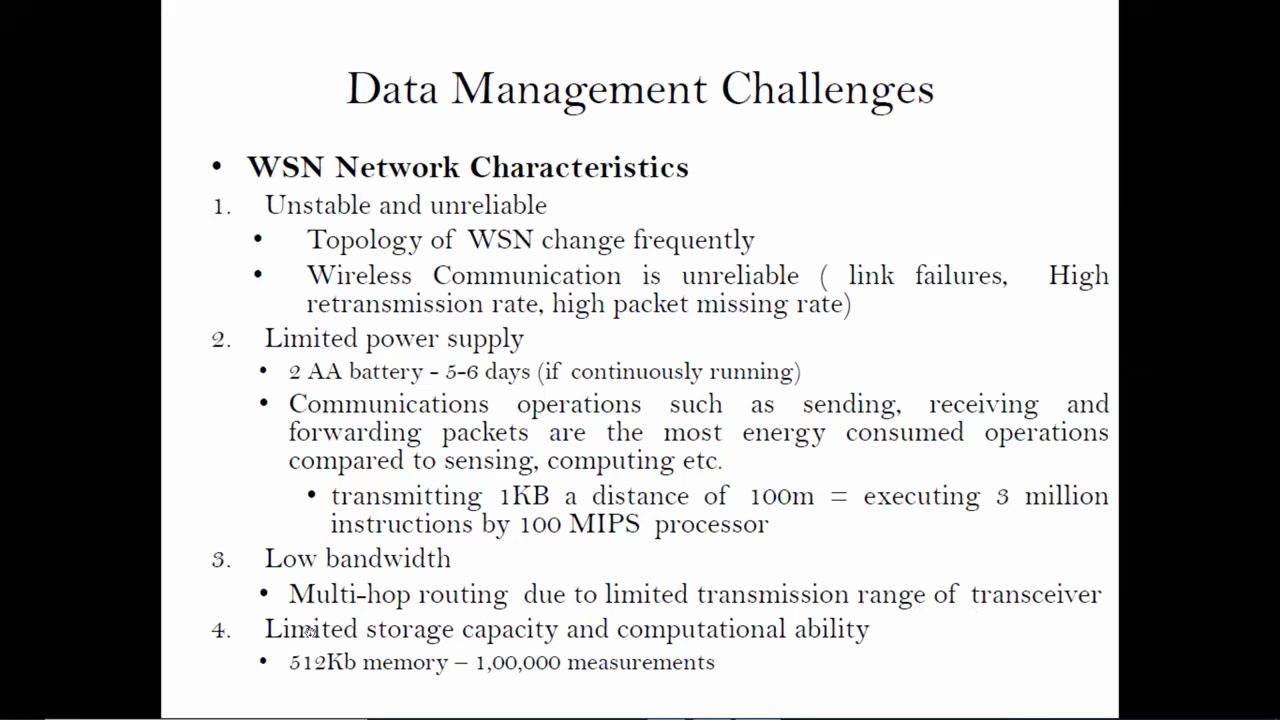 Data Management Challenges
• WSN Network Characteristics
1. Unstable and unreliable
• Topology of WSN change frequently
• Wireless Communication is unreliable ( link failures, High
retransmission rate, high packet missing rate)
2. Limited power supply
• 2 AA battery - 5-6 days (if continuously running)
• Communications operations such as sending, receiving and
forwarding packets are the most energy consumed operations
compared to sensing, computing etc.
• transmitting 1KB a distance of 100m = executing 3 million
instructions by 100 MIPS processor
3. Low bandwidth
• Multi-hop routing due to limited transmission range of transceiver
4. Limited storage capacity and computational ability
• 512Kb memory – 1,00,000 measurements